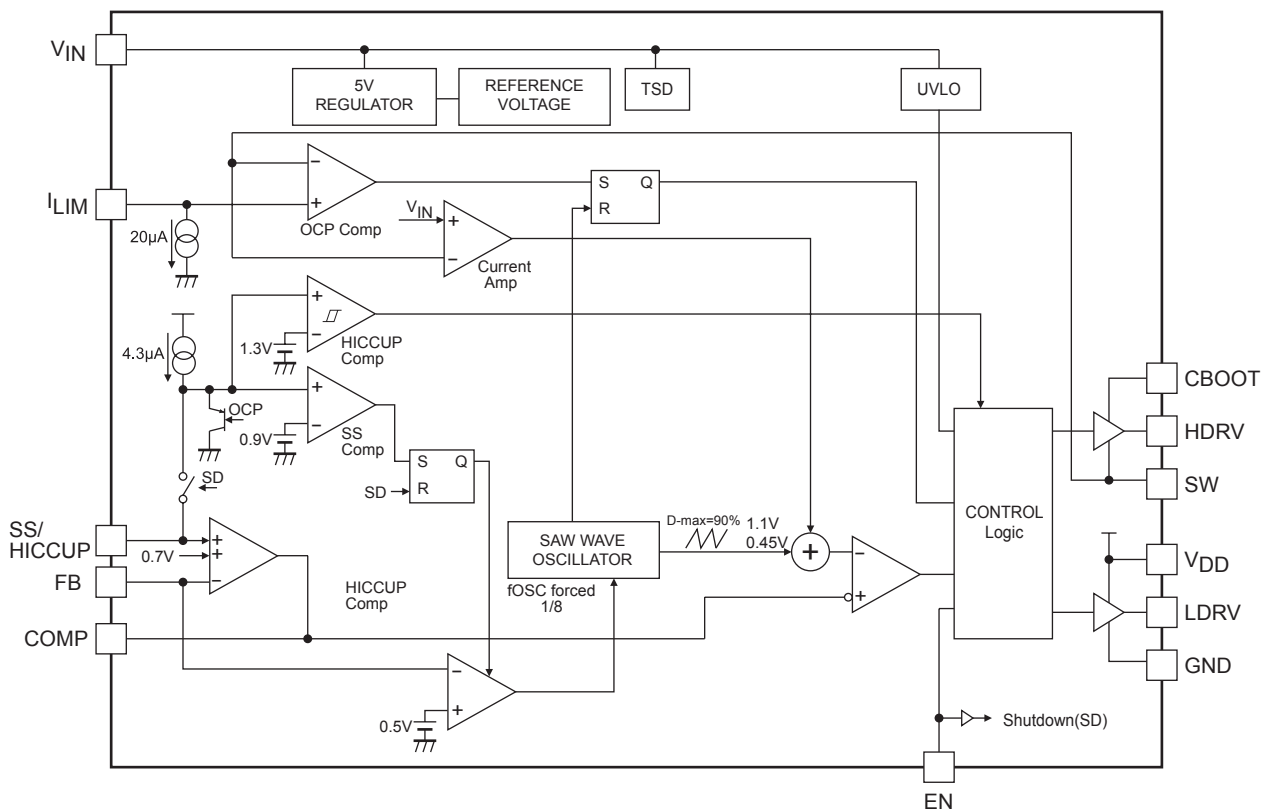 VIN
5V
REGULATOR
REFERENCE
VOLTAGE
TSD
UVLO
ILIM
20µA
−
+
OCP Comp
S Q
R
VIN
+
−
Current
Amp
4.3µA
+
−
1.3V
HICCUP
Comp
OCP
+
−
0.9V
SS
Comp
S Q
R
SD
SD
CBOOT
HDRV
SW
CONTROL
Logic
VDD
LDRV
GND
SS/
HICCUP
0.7V
+
+
−
FB
HICCUP
Comp
COMP
SAW WAVE
OSCILLATOR
fOSC forced
1/8
D-max=90%
1.1V
0.45V
+
−
+
−
+
0.5V
Shutdown(SD)
EN